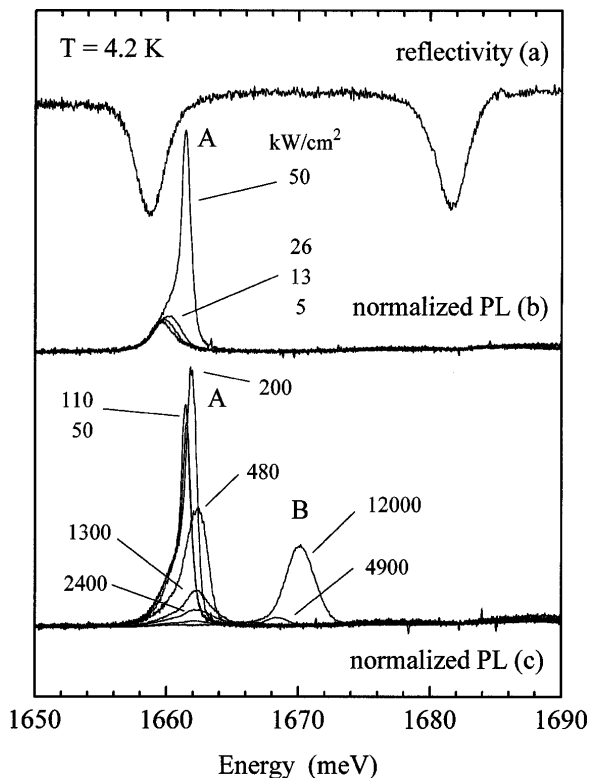 T = 4.2 K
reflectivity (a)
A
kW/cm²
50
26
13
5
normalized PL (b)
110
50
A
200
480
B
12000
1300
2400
4900
normalized PL (c)
1650 1660 1670 1680 1690
Energy (meV)